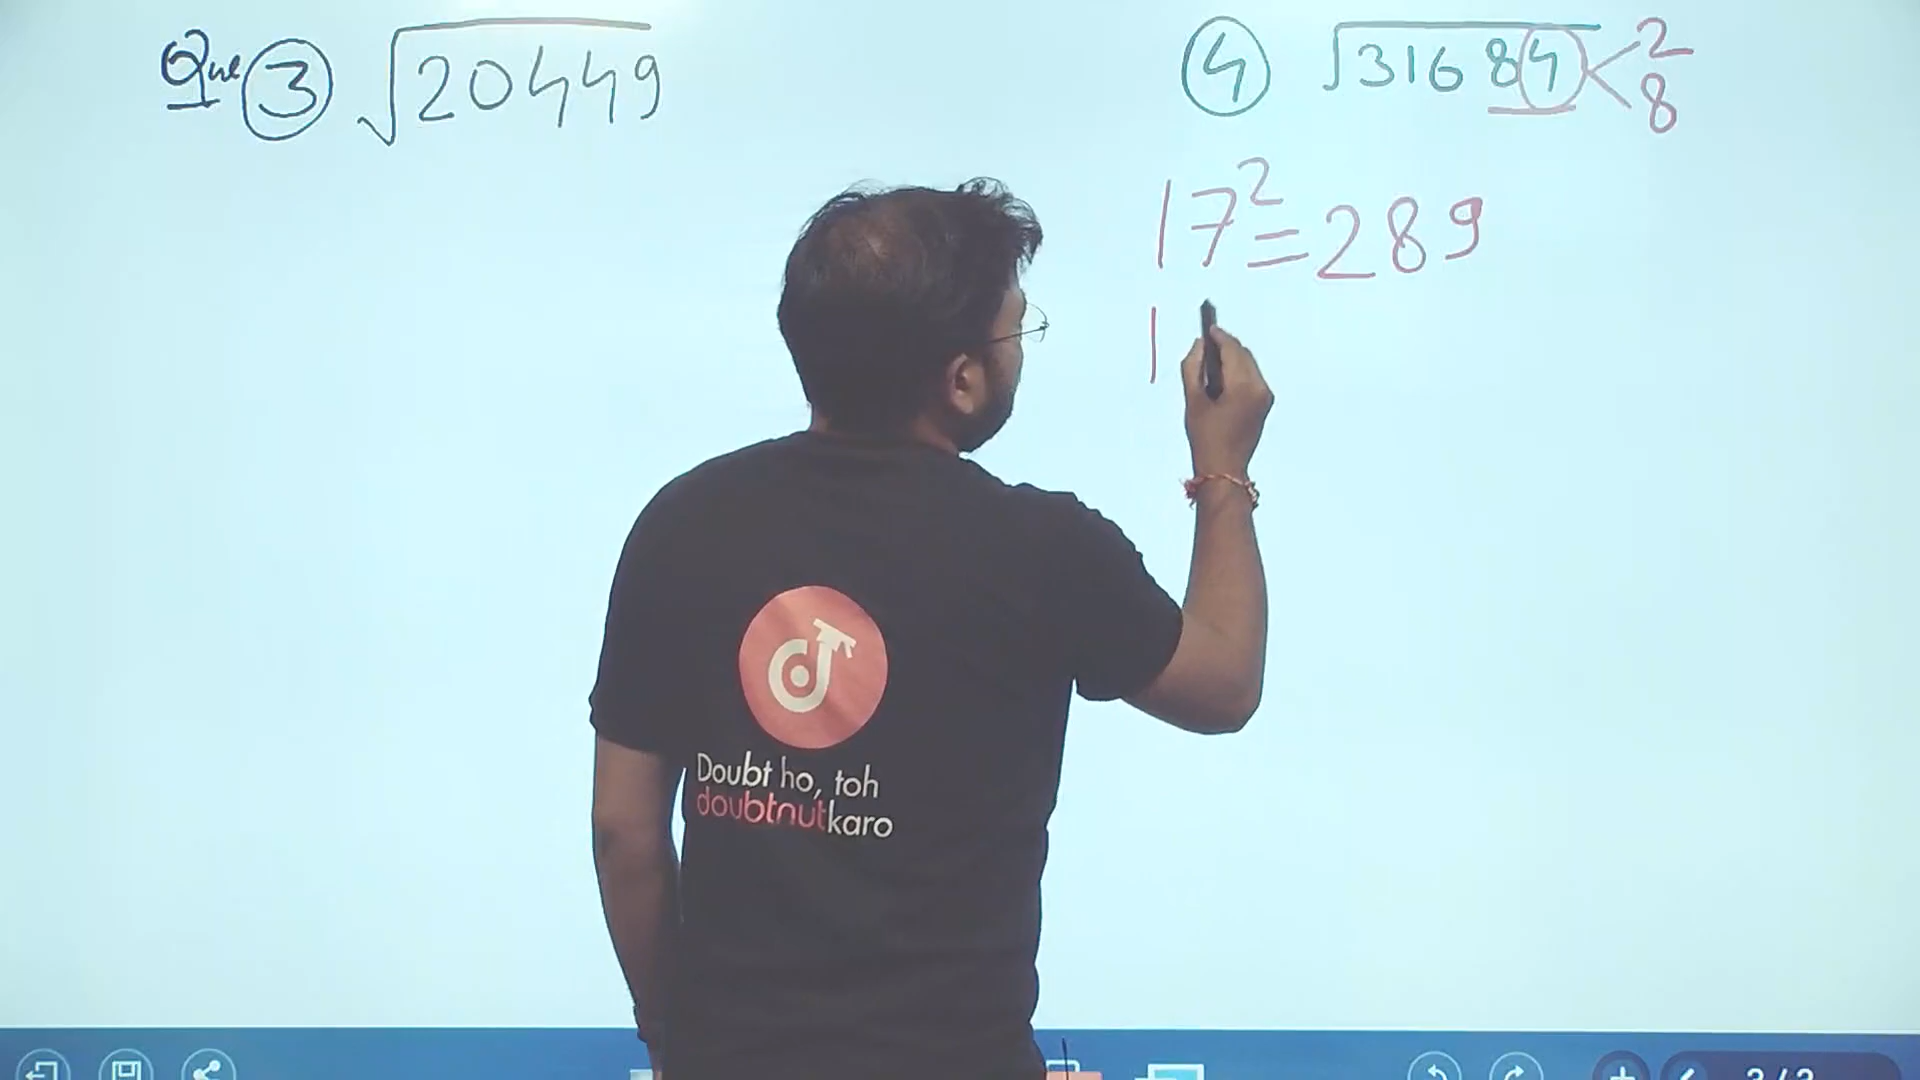 Que 3 √20449
4 √31684 < 2
8
17² = 289
1
Doubt ho, toh
doubtnutkaro